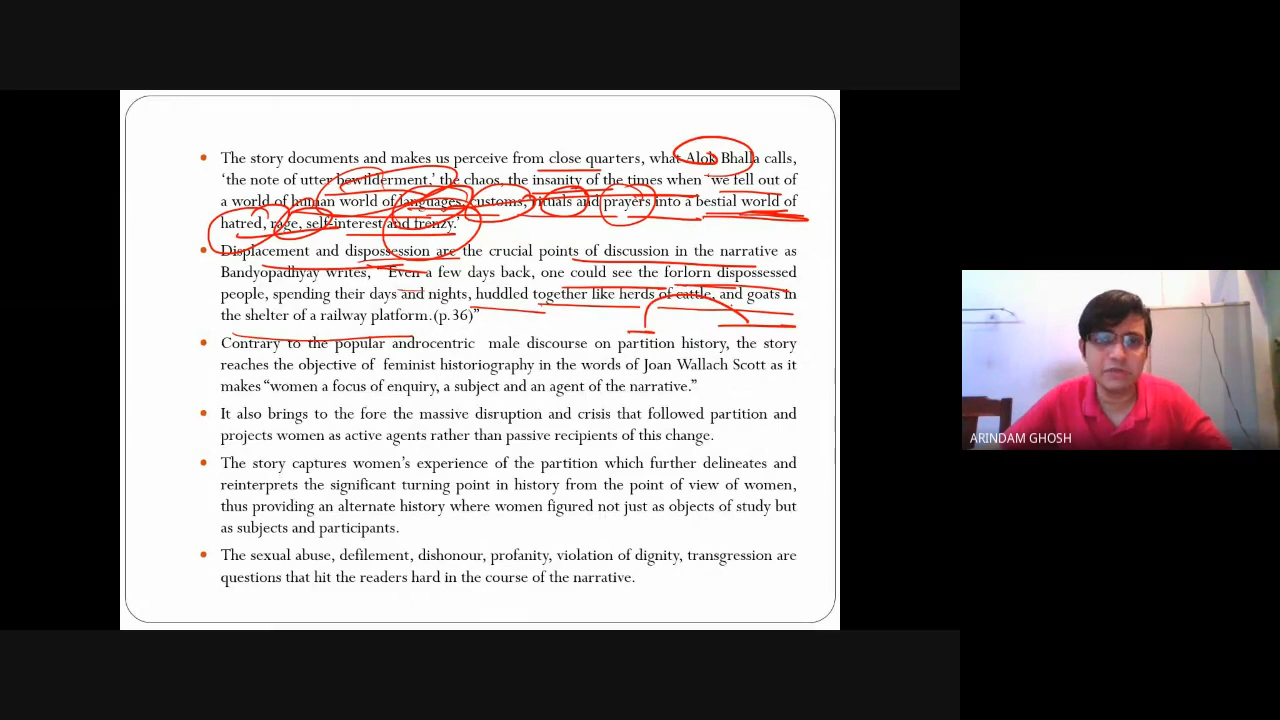 The story documents and makes us perceive from close quarters, what Alok Bhalla calls,
‘the note of utter bewilderment,’ the chaos, the insanity of the times when ‘we fell out of
a world of human world of languages, customs, rituals and prayers into a bestial world of
hatred, rage, self-interest and frenzy.’
Displacement and dispossession are the crucial points of discussion in the narrative as
Bandyopadhyay writes, “Even a few days back, one could see the forlorn dispossessed
people, spending their days and nights, huddled together like herds of cattle, and goats in
the shelter of a railway platform.(p.36)”
Contrary to the popular androcentric male discourse on partition history, the story
reaches the objective of feminist historiography in the words of Joan Wallach Scott as it
makes “women a focus of enquiry, a subject and an agent of the narrative.”
It also brings to the fore the massive disruption and crisis that followed partition and
projects women as active agents rather than passive recipients of this change.
The story captures women’s experience of the partition which further delineates and
reinterprets the significant turning point in history from the point of view of women,
thus providing an alternate history where women figured not just as objects of study but
as subjects and participants.
The sexual abuse, defilement, dishonour, profanity, violation of dignity, transgression are
questions that hit the readers hard in the course of the narrative.
ARINDAM GHOSH